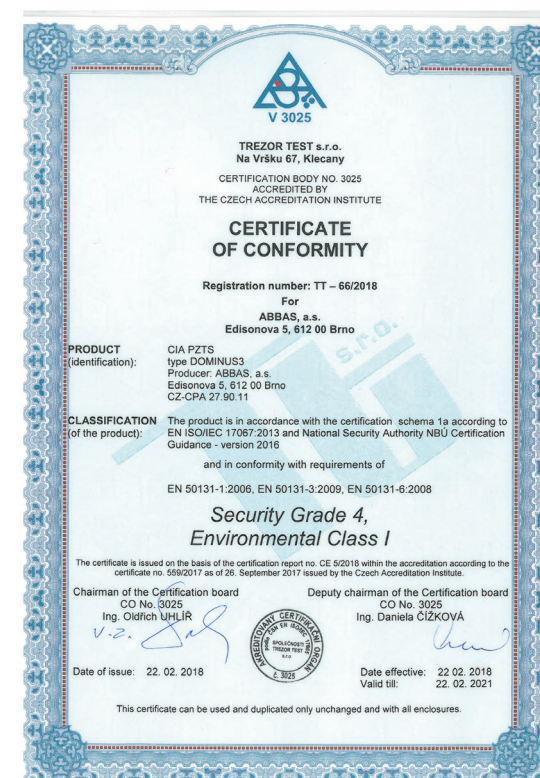 V 3025
TREZOR TEST s.r.o.
Na Vršku 67, Klecany
CERTIFICATION BODY NO. 3025
ACCREDITED BY
THE CZECH ACCREDITATION INSTITUTE
CERTIFICATE
OF CONFORMITY
Registration number: TT – 66/2018
For
ABBAS, a.s.
Edisonova 5, 612 00 Brno
PRODUCT
(identification):
CIA PZTS
type DOMINUS3
Producer: ABBAS, a.s.
Edisonova 5, 612 00 Brno
CZ-CPA 27.90.11
CLASSIFICATION
(of the product):
The product is in accordance with the certification schema 1a according to
EN ISO/IEC 17067:2013 and National Security Authority NBÚ Certification
Guidance - version 2016
and in conformity with requirements of
EN 50131-1:2006, EN 50131-3:2009, EN 50131-6:2008
Security Grade 4,
Environmental Class I
The certificate is issued on the basis of the certification report no. CE 5/2018 within the accreditation according to the
certificate no. 559/2017 as of 26. September 2017 issued by the Czech Accreditation Institute.
Chairman of the Certification board
CO No. 3025
Ing. Oldřich UHLÍŘ
v.z.
Deputy chairman of the Certification board
CO No. 3025
Ing. Daniela ČÍŽKOVÁ
AKREDITOVANÝ CERTIFIKAČNÍ ORGÁN
SPOLEČNOSTI
TREZOR TEST
s.r.o.
č. 3025
Date of issue: 22. 02. 2018
Date effective: 22 02. 2018
Valid till: 22. 02. 2021
This certificate can be used and duplicated only unchanged and with all enclosures.
s.r.o.